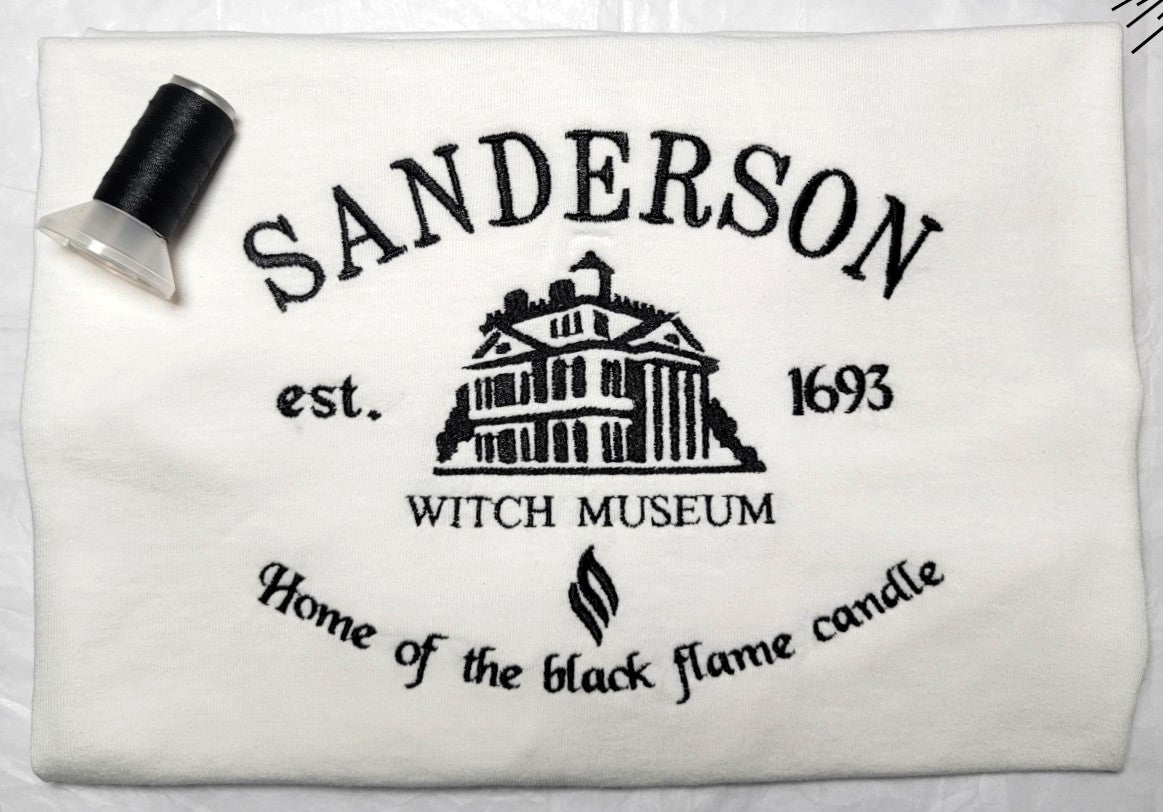 SANDERSON
est. 1693
WITCH MUSEUM
Home of the black flame candle